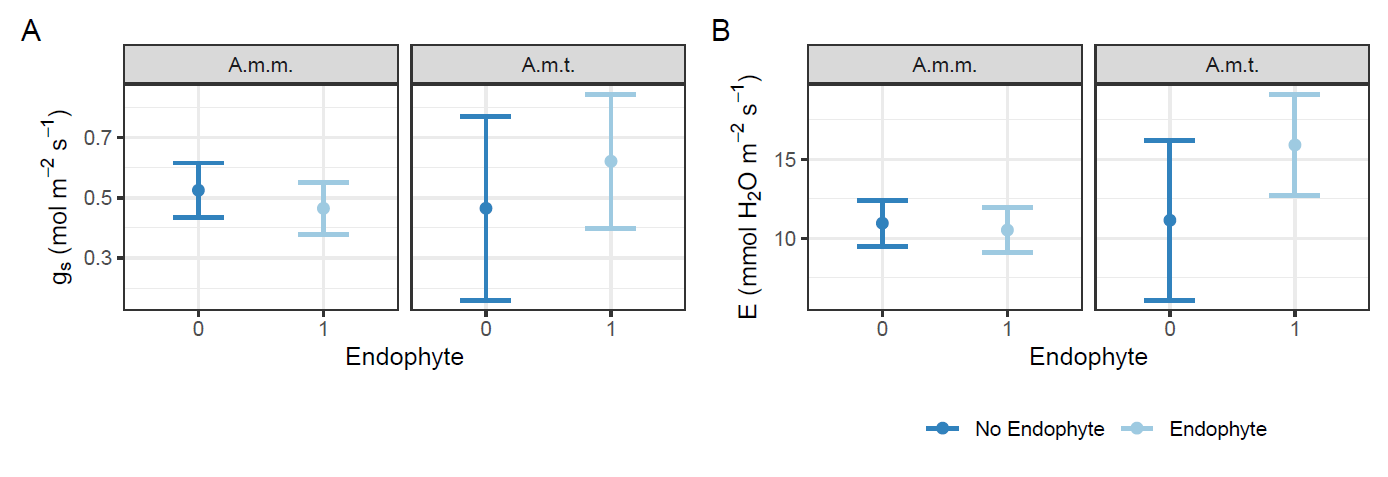 A
A.m.m.
A.m.t.
gₛ (mol m⁻² s⁻¹)
0.7
0.5
0.3
0
1
0
1
Endophyte
B
A.m.m.
A.m.t.
E (mmol H₂O m⁻² s⁻¹)
15
10
0
1
0
1
Endophyte
No Endophyte Endophyte